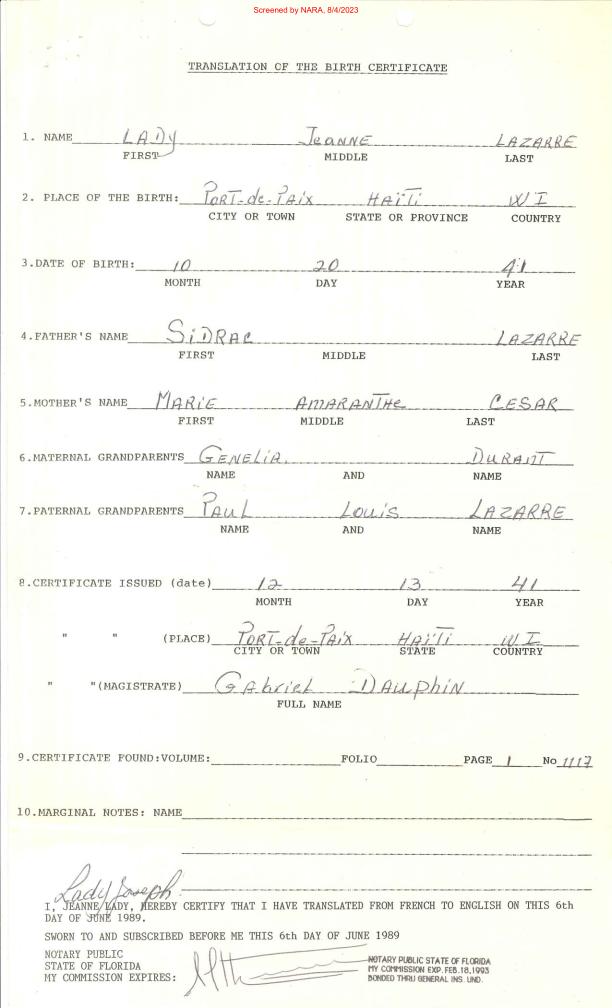 Screened by NARA, 8/4/2023
TRANSLATION OF THE BIRTH CERTIFICATE
1. NAME LADY JeANNE LAZARRE
FIRST MIDDLE LAST
2. PLACE OF THE BIRTH: PORT-de-PAix HAïTi W I
CITY OR TOWN STATE OR PROVINCE COUNTRY
3.DATE OF BIRTH: 10 20 41
MONTH DAY YEAR
4.FATHER'S NAME SiDRAC LAZARRE
FIRST MIDDLE LAST
5.MOTHER'S NAME MARiE AMARANTHe CESAR
FIRST MIDDLE LAST
6.MATERNAL GRANDPARENTS GENELiA. DURANT
NAME AND NAME
7.PATERNAL GRANDPARENTS PAUL LOUiS LAZARRE
NAME AND NAME
8.CERTIFICATE ISSUED (date) 12 13 41
MONTH DAY YEAR
" " (PLACE) PORT-de-PAix HAïTi W I
CITY OR TOWN STATE COUNTRY
" "(MAGISTRATE) GAbrieL DAUphiN
FULL NAME
9.CERTIFICATE FOUND:VOLUME: FOLIO PAGE 1 No 1117
10.MARGINAL NOTES: NAME
Lady Joseph
I, JEANNE/LADY, HEREBY CERTIFY THAT I HAVE TRANSLATED FROM FRENCH TO ENGLISH ON THIS 6th
DAY OF JUNE 1989.
SWORN TO AND SUBSCRIBED BEFORE ME THIS 6th DAY OF JUNE 1989
NOTARY PUBLIC
STATE OF FLORIDA
MY COMMISSION EXPIRES:
NOTARY PUBLIC STATE OF FLORIDA
MY COMMISSION EXP. FEB.18,1993
BONDED THRU GENERAL INS. UND.